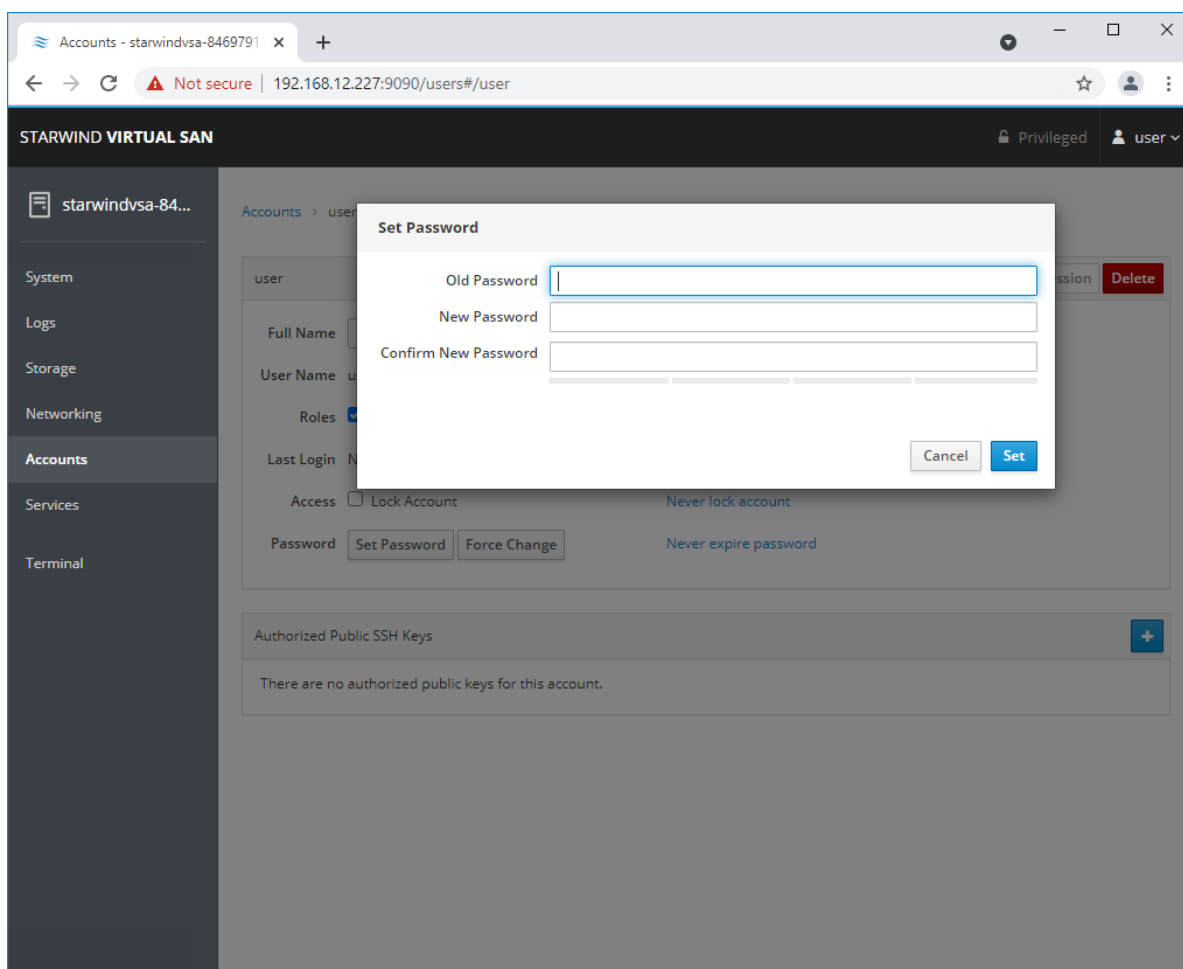 Accounts - starwindvsa-8469791
Not secure | 192.168.12.227:9090/users#/user
STARWIND VIRTUAL SAN
Privileged
user
starwindvsa-84...
System
Logs
Storage
Networking
Accounts
Services
Terminal
Accounts > user
Set Password
Old Password
New Password
Confirm New Password
Cancel Set
user
ssion Delete
Full Name
User Name u
Roles
Last Login N
Access Lock Account Never lock account
Password Set Password Force Change Never expire password
Authorized Public SSH Keys
There are no authorized public keys for this account.